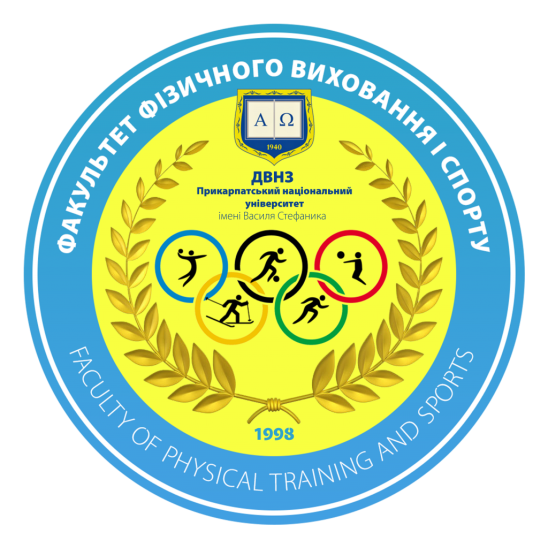 ФАКУЛЬТЕТ ФІЗИЧНОГО ВИХОВАННЯ І СПОРТУ
Α Ω
1940
ДВНЗ
Прикарпатський національний
університет
імені Василя Стефаника
1998
FACULTY OF PHYSICAL TRAINING AND SPORTS